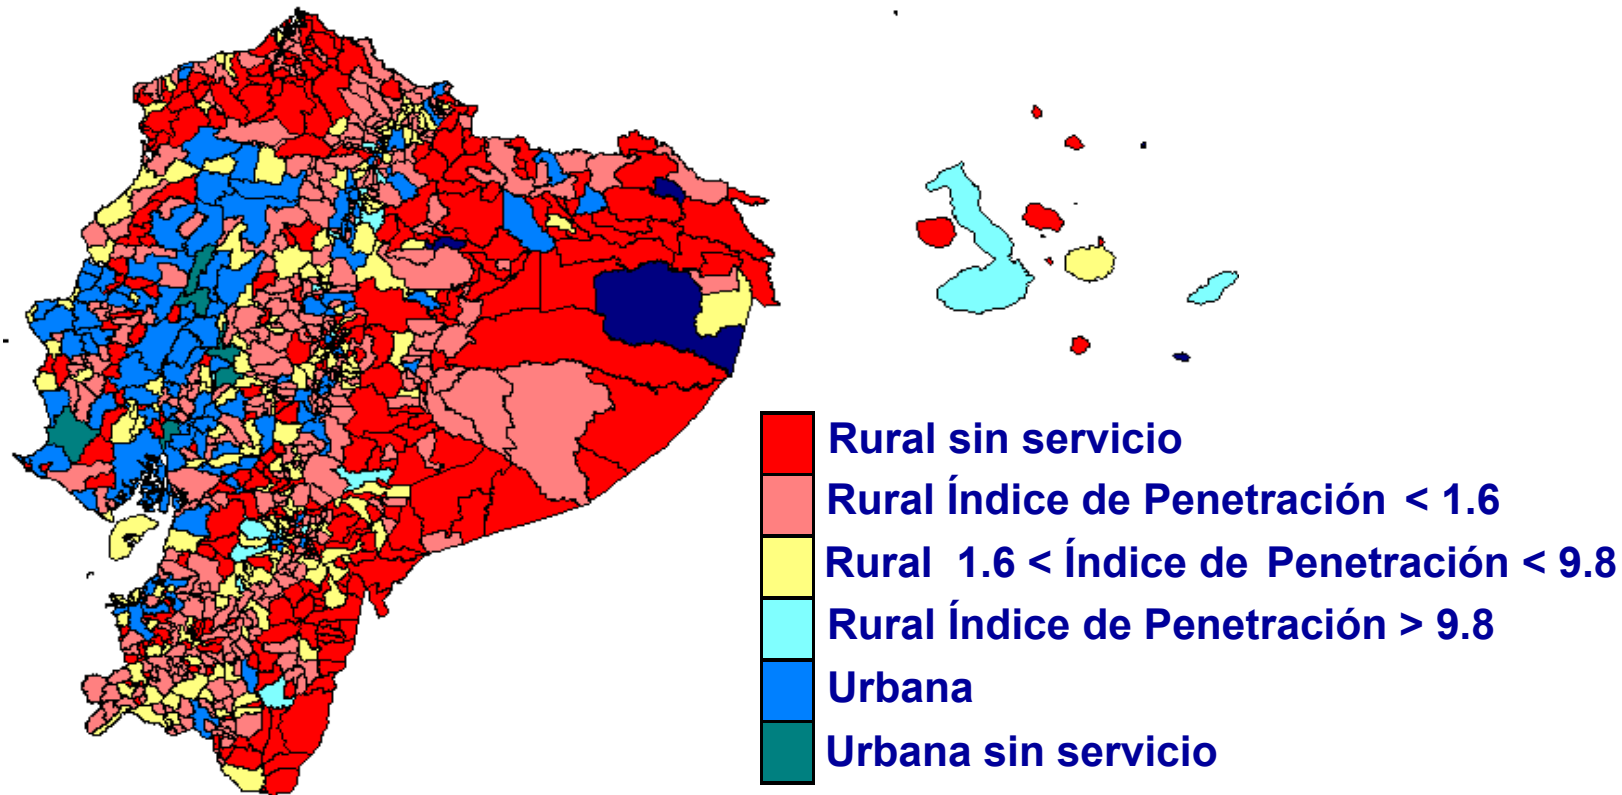 Rural sin servicio
Rural Índice de Penetración < 1.6
Rural 1.6 < Índice de Penetración < 9.8
Rural Índice de Penetración > 9.8
Urbana
Urbana sin servicio